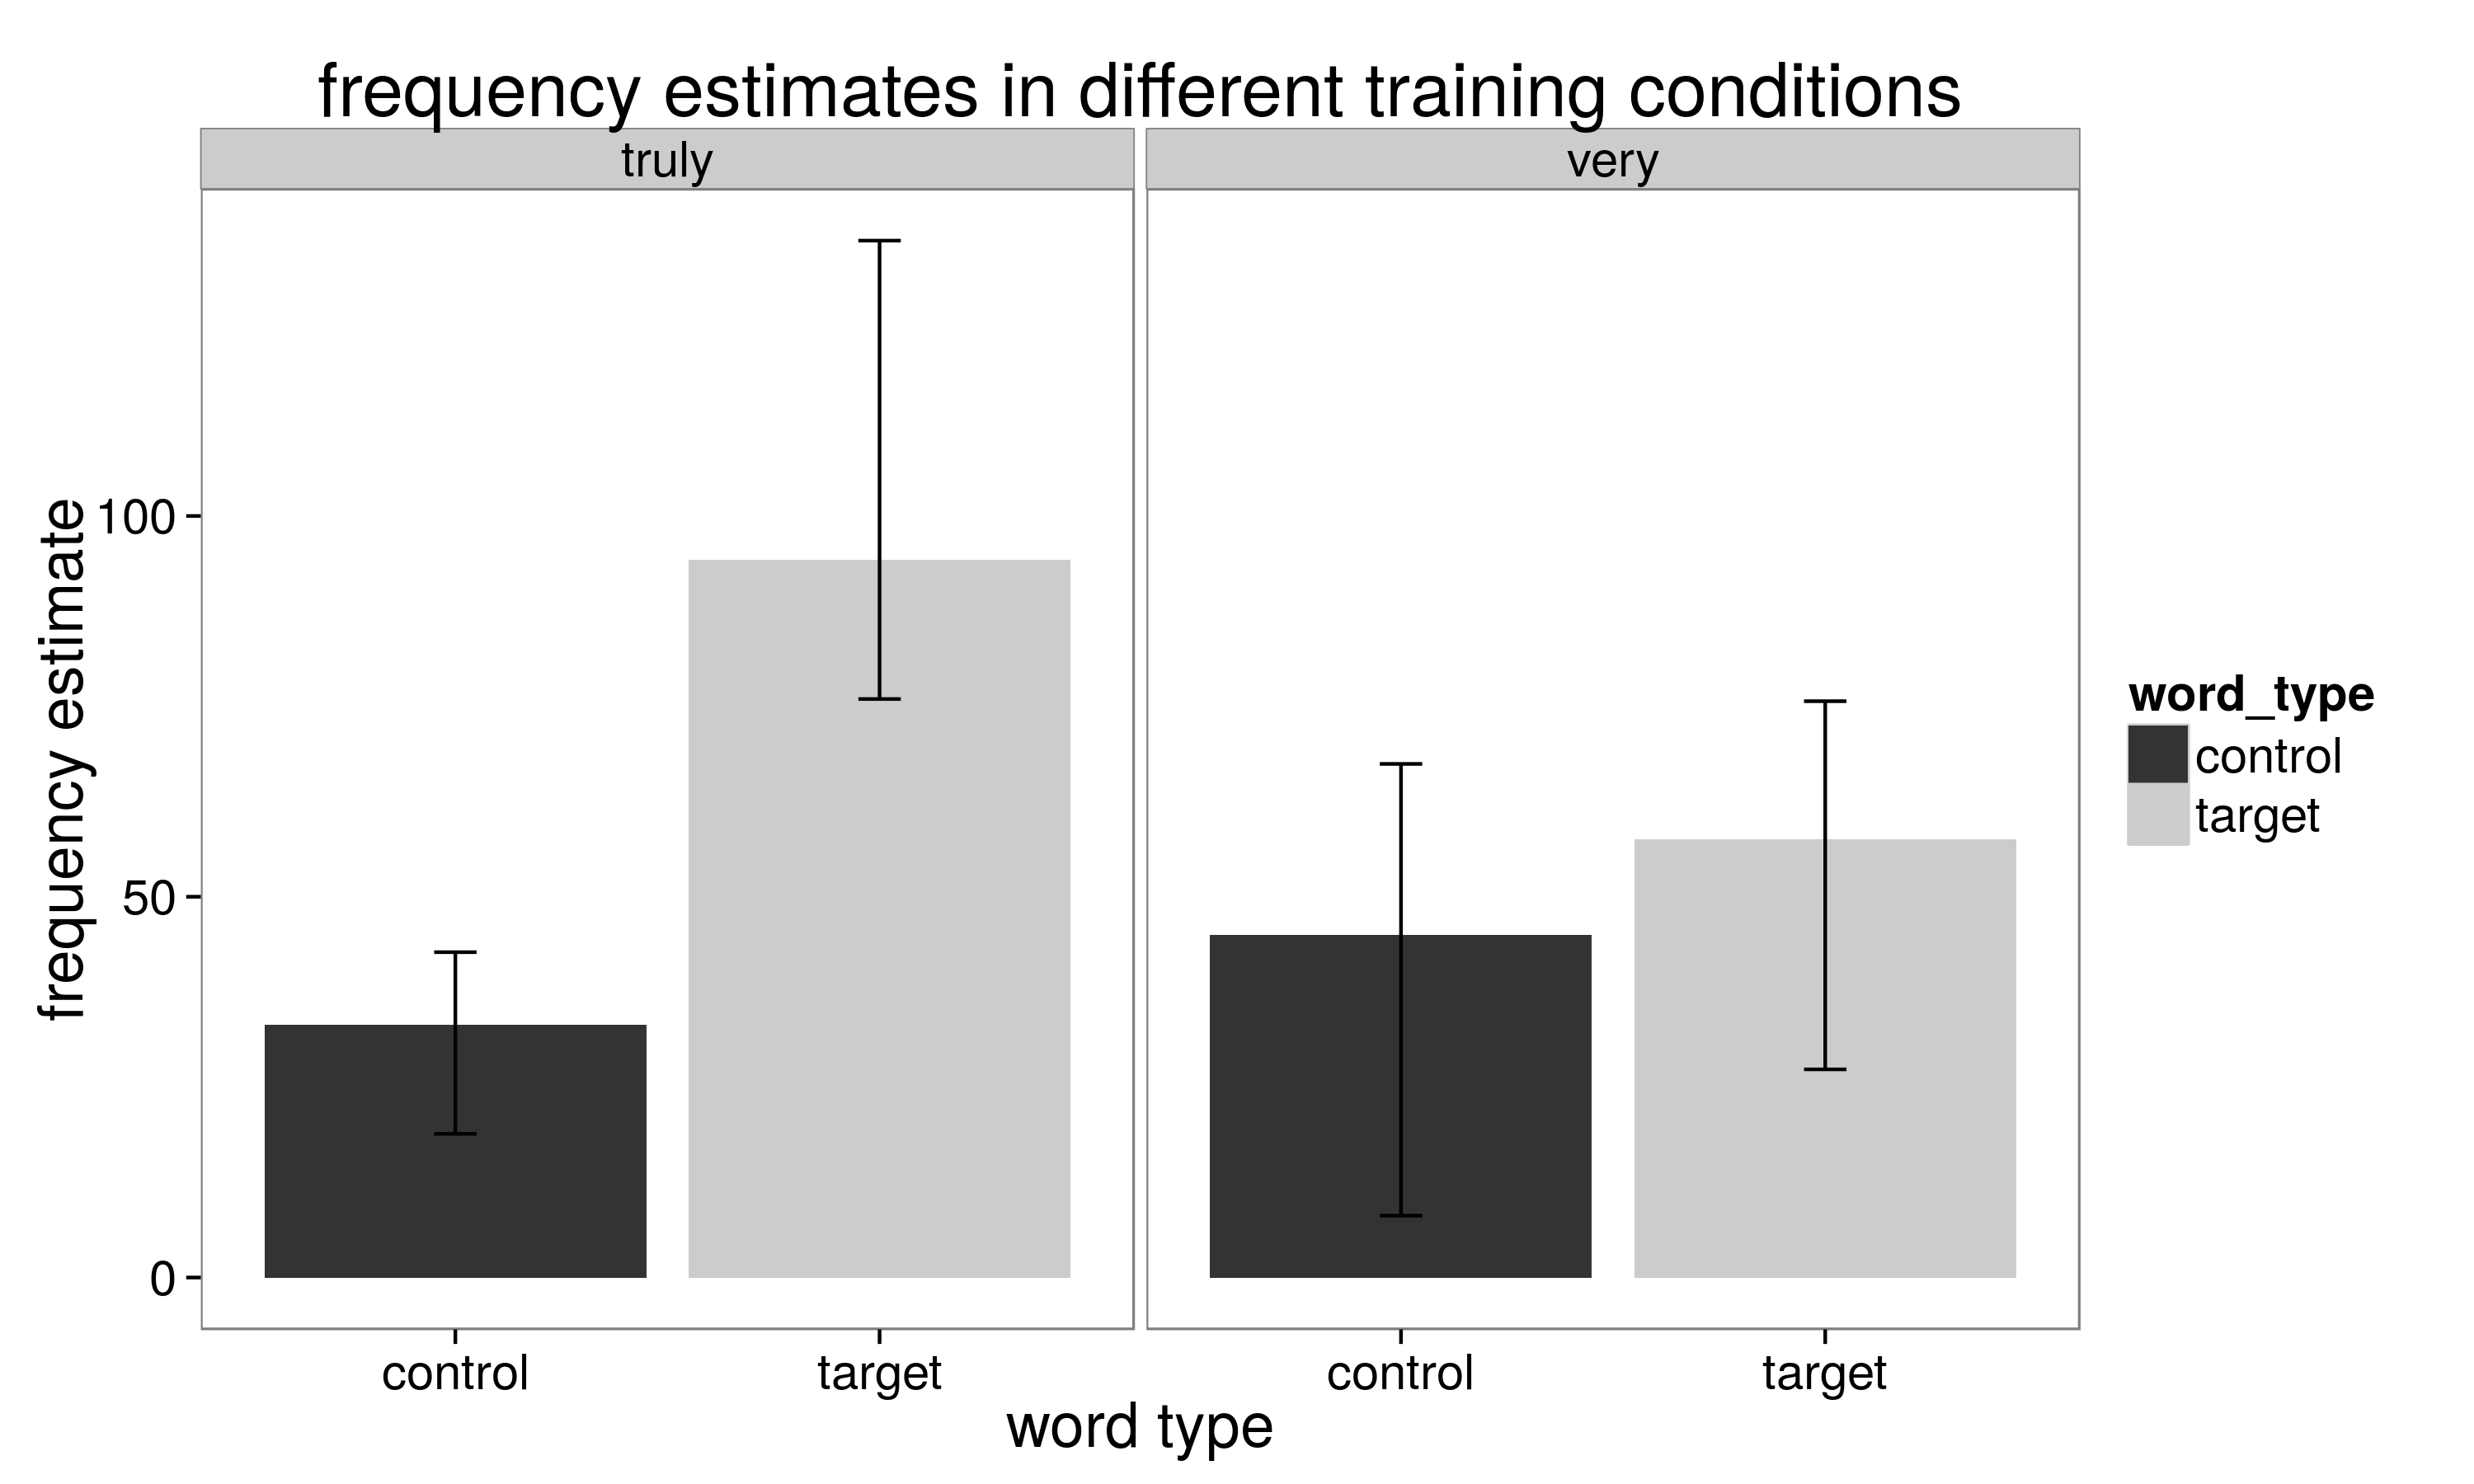 frequency estimates in different training conditions
truly
very
frequency estimate
100
50
0
control
target
control
target
word type
word_type
control
target